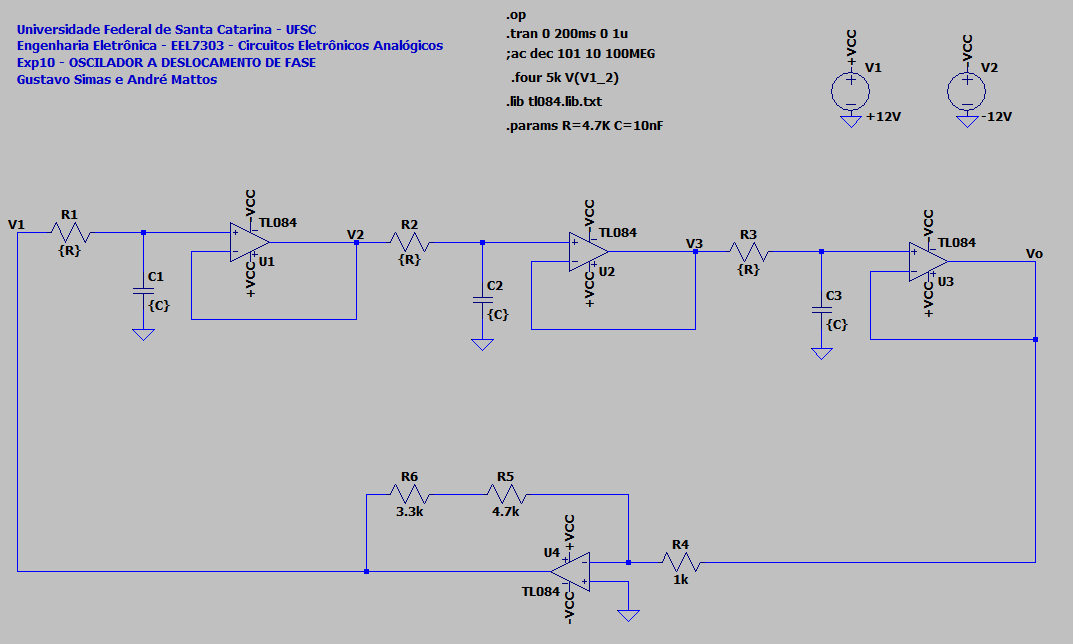 Universidade Federal de Santa Catarina - UFSC
Engenharia Eletrônica - EEL7303 - Circuitos Eletrônicos Analógicos
Exp10 - OSCILADOR A DESLOCAMENTO DE FASE
Gustavo Simas e André Mattos
.op
.tran 0 200ms 0 1u
;ac dec 101 10 100MEG
.four 5k V(V1_2)
.lib tl084.lib.txt
.params R=4.7K C=10nF
+VCC
V1
+12V
-VCC
V2
-12V
V1
R1
{R}
C1
{C}
-VCC
TL084
U1
+VCC
V2
R2
{R}
C2
{C}
-VCC
TL084
U2
+VCC
V3
R3
{R}
C3
{C}
-VCC
TL084
U3
+VCC
Vo
R6
3.3k
R5
4.7k
+VCC
U4
TL084
-VCC
R4
1k